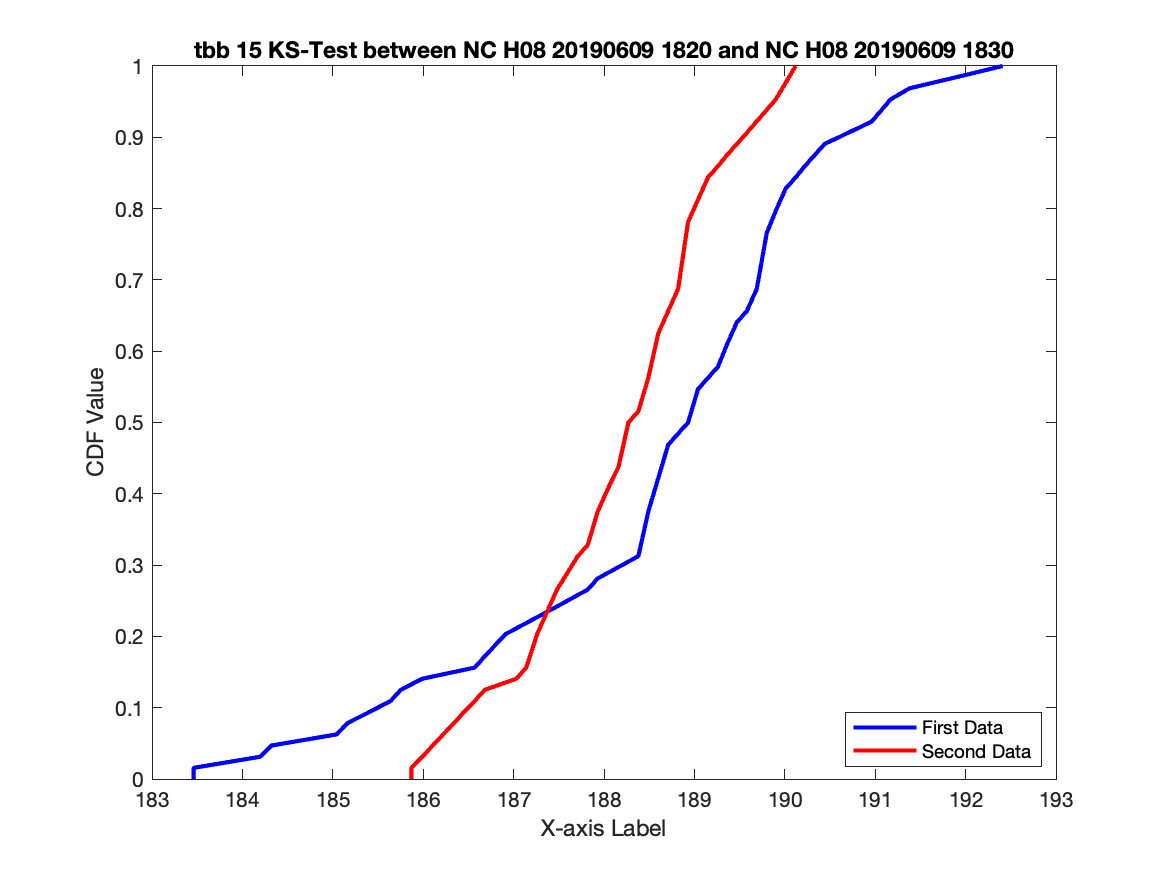 tbb 15 KS-Test between NC H08 20190609 1820 and NC H08 20190609 1830
1
0.9
0.8
0.7
0.6
0.5
0.4
0.3
0.2
0.1
0
CDF Value
First Data
Second Data
183 184 185 186 187 188 189 190 191 192 193
X-axis Label